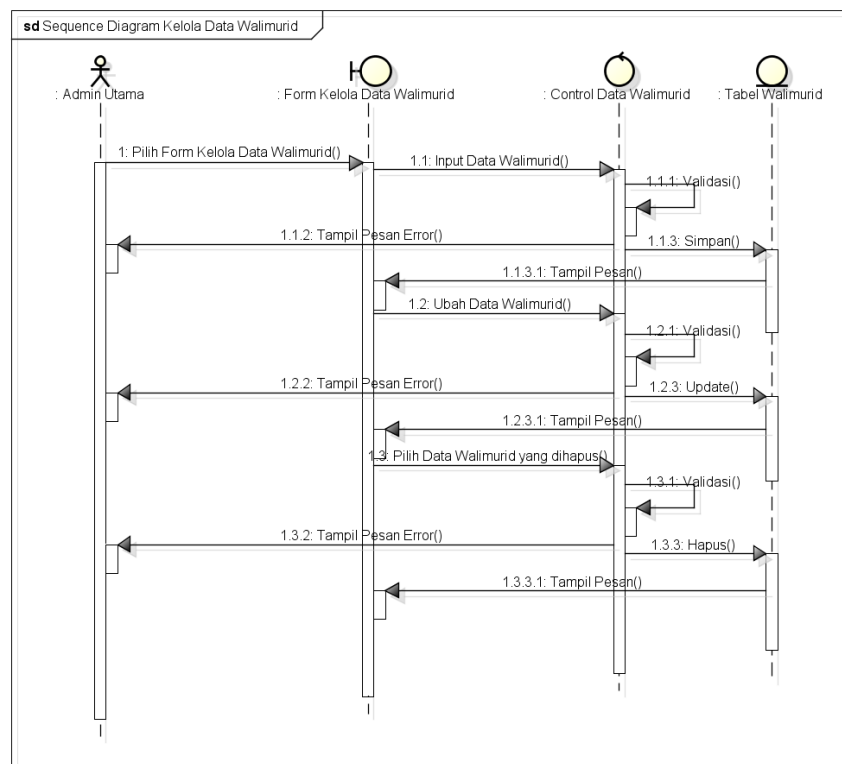 sd Sequence Diagram Kelola Data Walimurid
: Admin Utama
: Form Kelola Data Walimurid
: Control Data Walimurid
: Tabel Walimurid
1: Pilih Form Kelola Data Walimurid()
1.1: Input Data Walimurid()
1.1.1: Validasi()
1.1.2: Tampil Pesan Error()
1.1.3: Simpan()
1.1.3.1: Tampil Pesan()
1.2: Ubah Data Walimurid()
1.2.1: Validasi()
1.2.2: Tampil Pesan Error()
1.2.3: Update()
1.2.3.1: Tampil Pesan()
1.3: Pilih Data Walimurid yang dihapus()
1.3.1: Validasi()
1.3.2: Tampil Pesan Error()
1.3.3: Hapus()
1.3.3.1: Tampil Pesan()